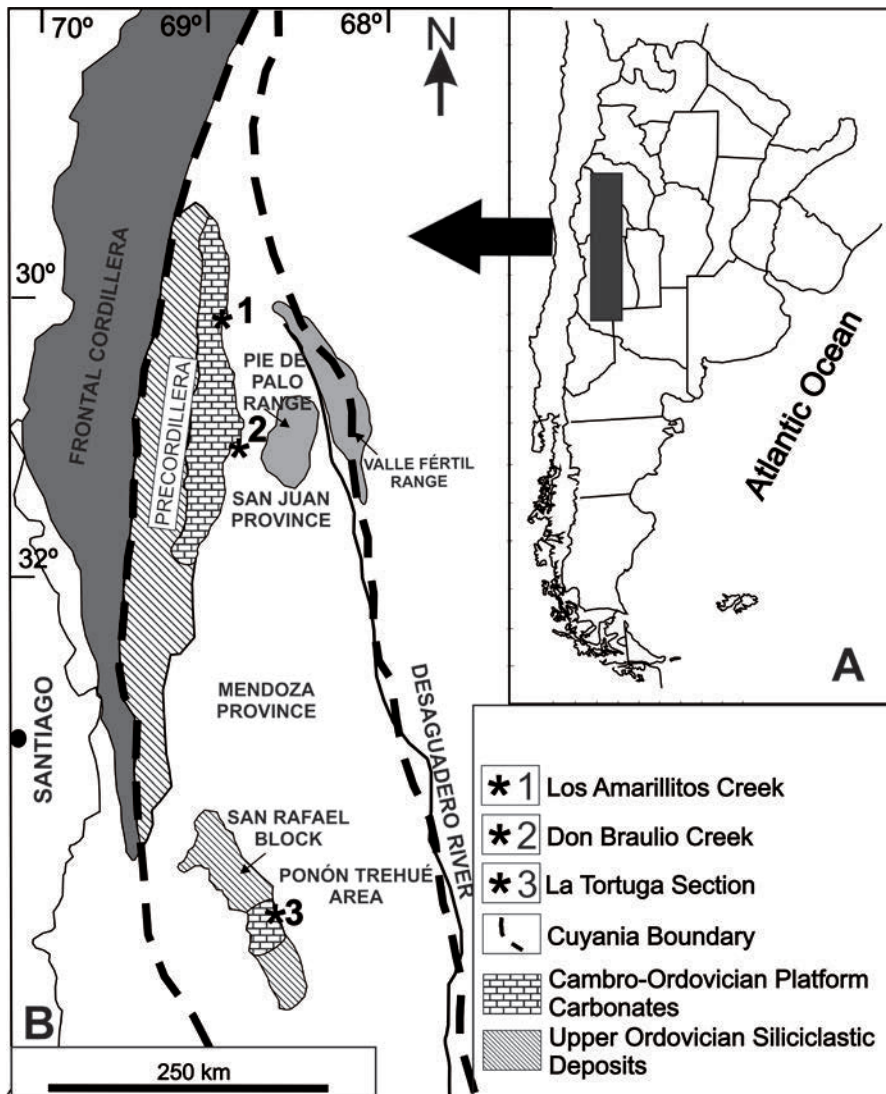 70º
69º
68º
N
30º
32º
FRONTAL CORDILLERA
PRECORDILLERA
1
PIE DE
PALO
RANGE
2
VALLE FÉRTIL
RANGE
SAN JUAN
PROVINCE
MENDOZA
PROVINCE
SANTIAGO
DESAGUADERO RIVER
SAN RAFAEL
BLOCK
PONÓN TREHUÉ
AREA
3
B
250 km
Atlantic Ocean
A
* 1 Los Amarillitos Creek
* 2 Don Braulio Creek
* 3 La Tortuga Section
Cuyania Boundary
Cambro-Ordovician Platform
Carbonates
Upper Ordovician Siliciclastic
Deposits